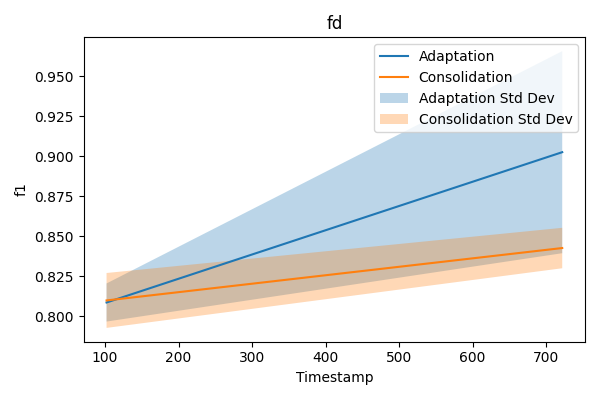 fd
Adaptation
Consolidation
Adaptation Std Dev
Consolidation Std Dev
0.950
0.925
0.900
0.875
0.850
0.825
0.800
f1
100 200 300 400 500 600 700
Timestamp